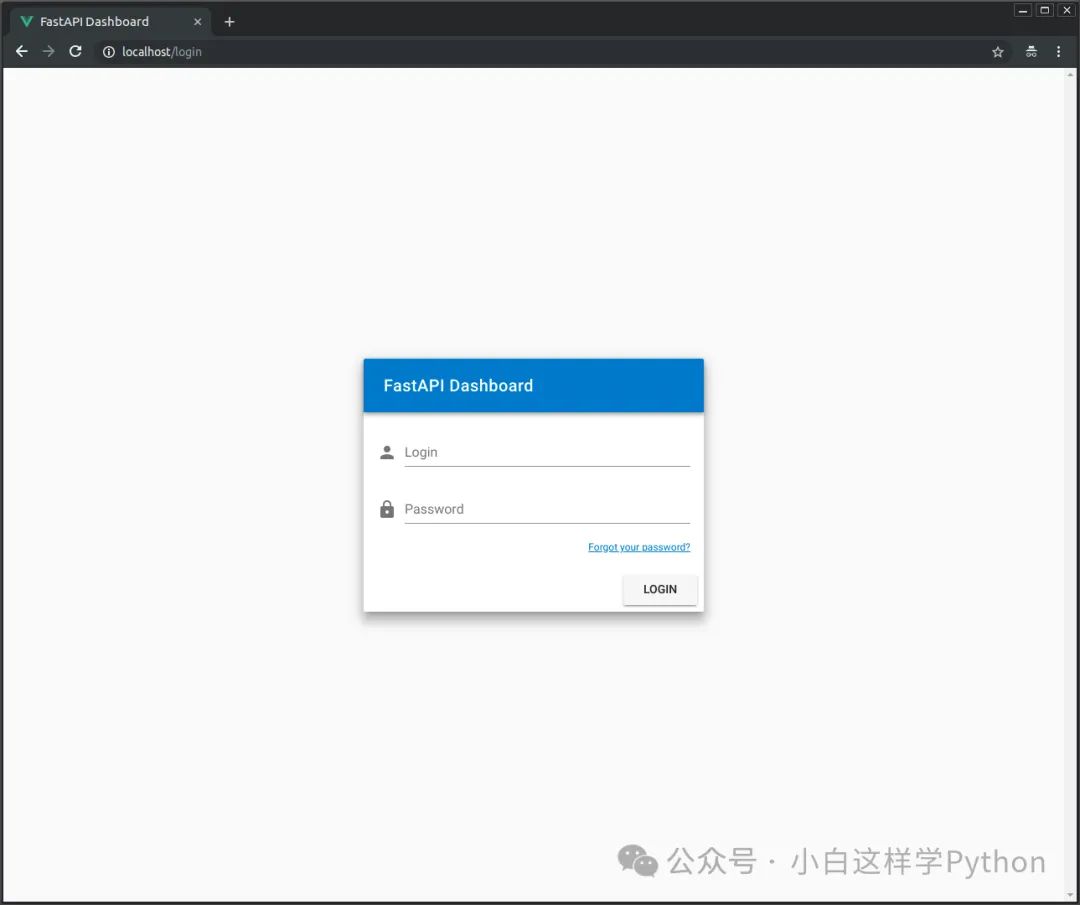 FastAPI Dashboard
localhost/login
FastAPI Dashboard
Login
Password
Forgot your password?
LOGIN
公众号 · 小白这样学Python